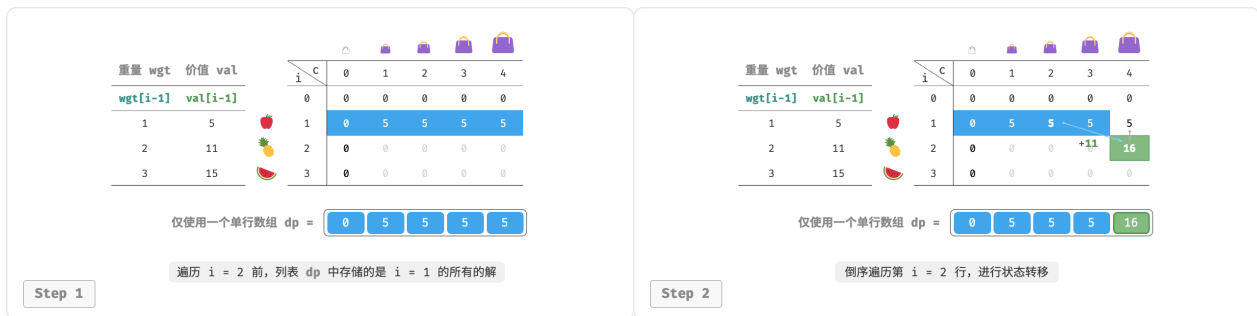 重量 wgt 价值 val
wgt[i-1] val[i-1]
1 5
2 11
3 15
i c 0 1 2 3 4
0 0 0 0 0 0
1 0 5 5 5 5
2 0 0 0 0 0
3 0 0 0 0 0
仅使用一个单行数组 dp = 0 5 5 5 5
遍历 i = 2 前，列表 dp 中存储的是 i = 1 的所有的解
Step 1
重量 wgt 价值 val
wgt[i-1] val[i-1]
1 5
2 11
3 15
i c 0 1 2 3 4
0 0 0 0 0 0
1 0 5 5 5 5
+11
2 0 0 0 0 16
3 0 0 0 0 0
仅使用一个单行数组 dp = 0 5 5 5 16
倒序遍历第 i = 2 行，进行状态转移
Step 2